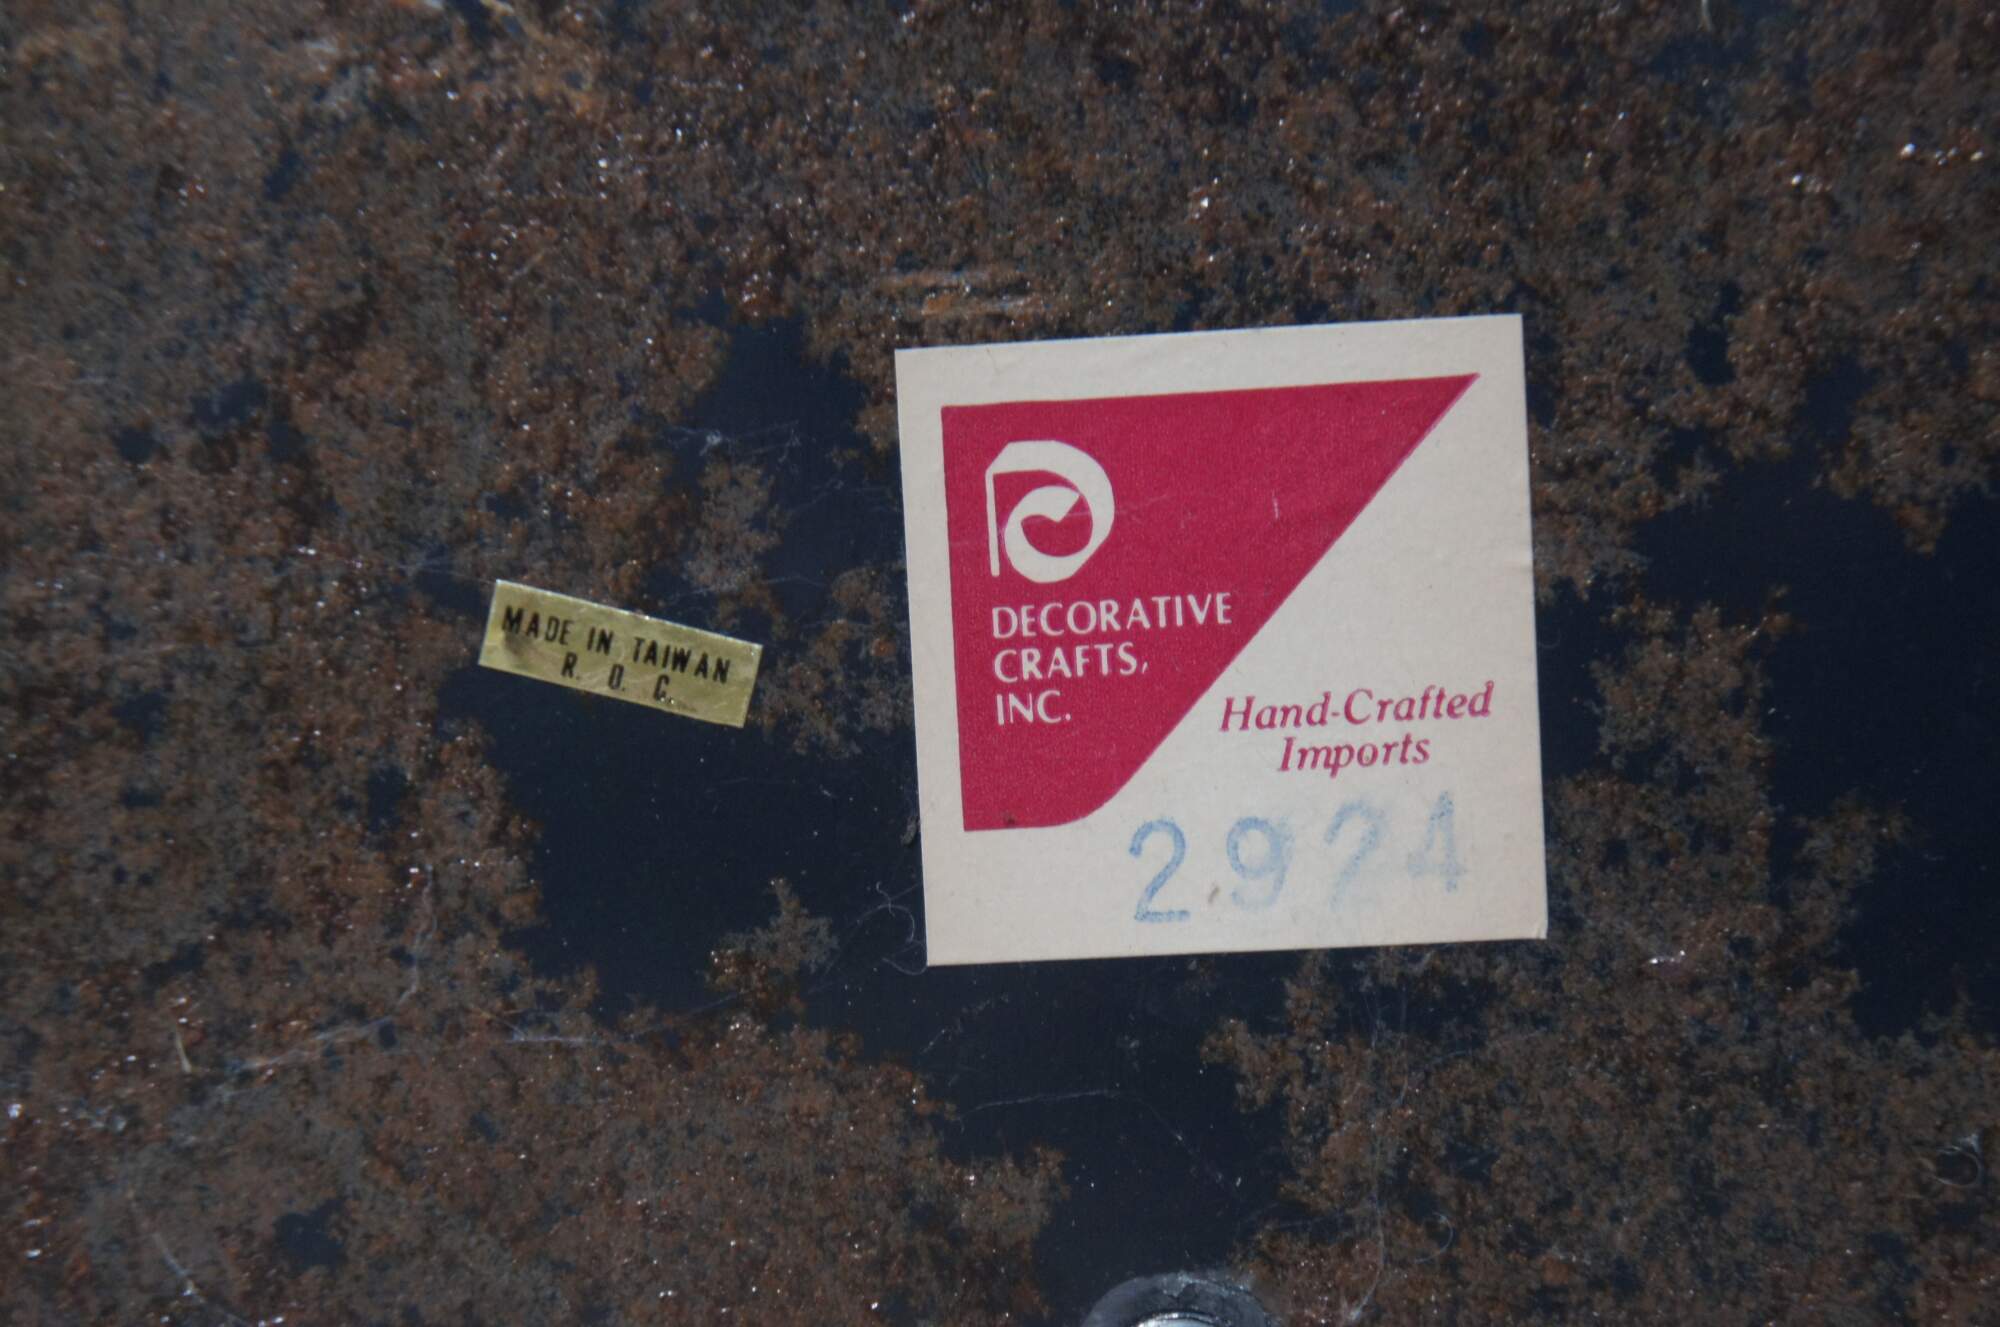 MADE IN TAIWAN
R. O. C.
DECORATIVE
CRAFTS,
INC.
Hand-Crafted
Imports
2924